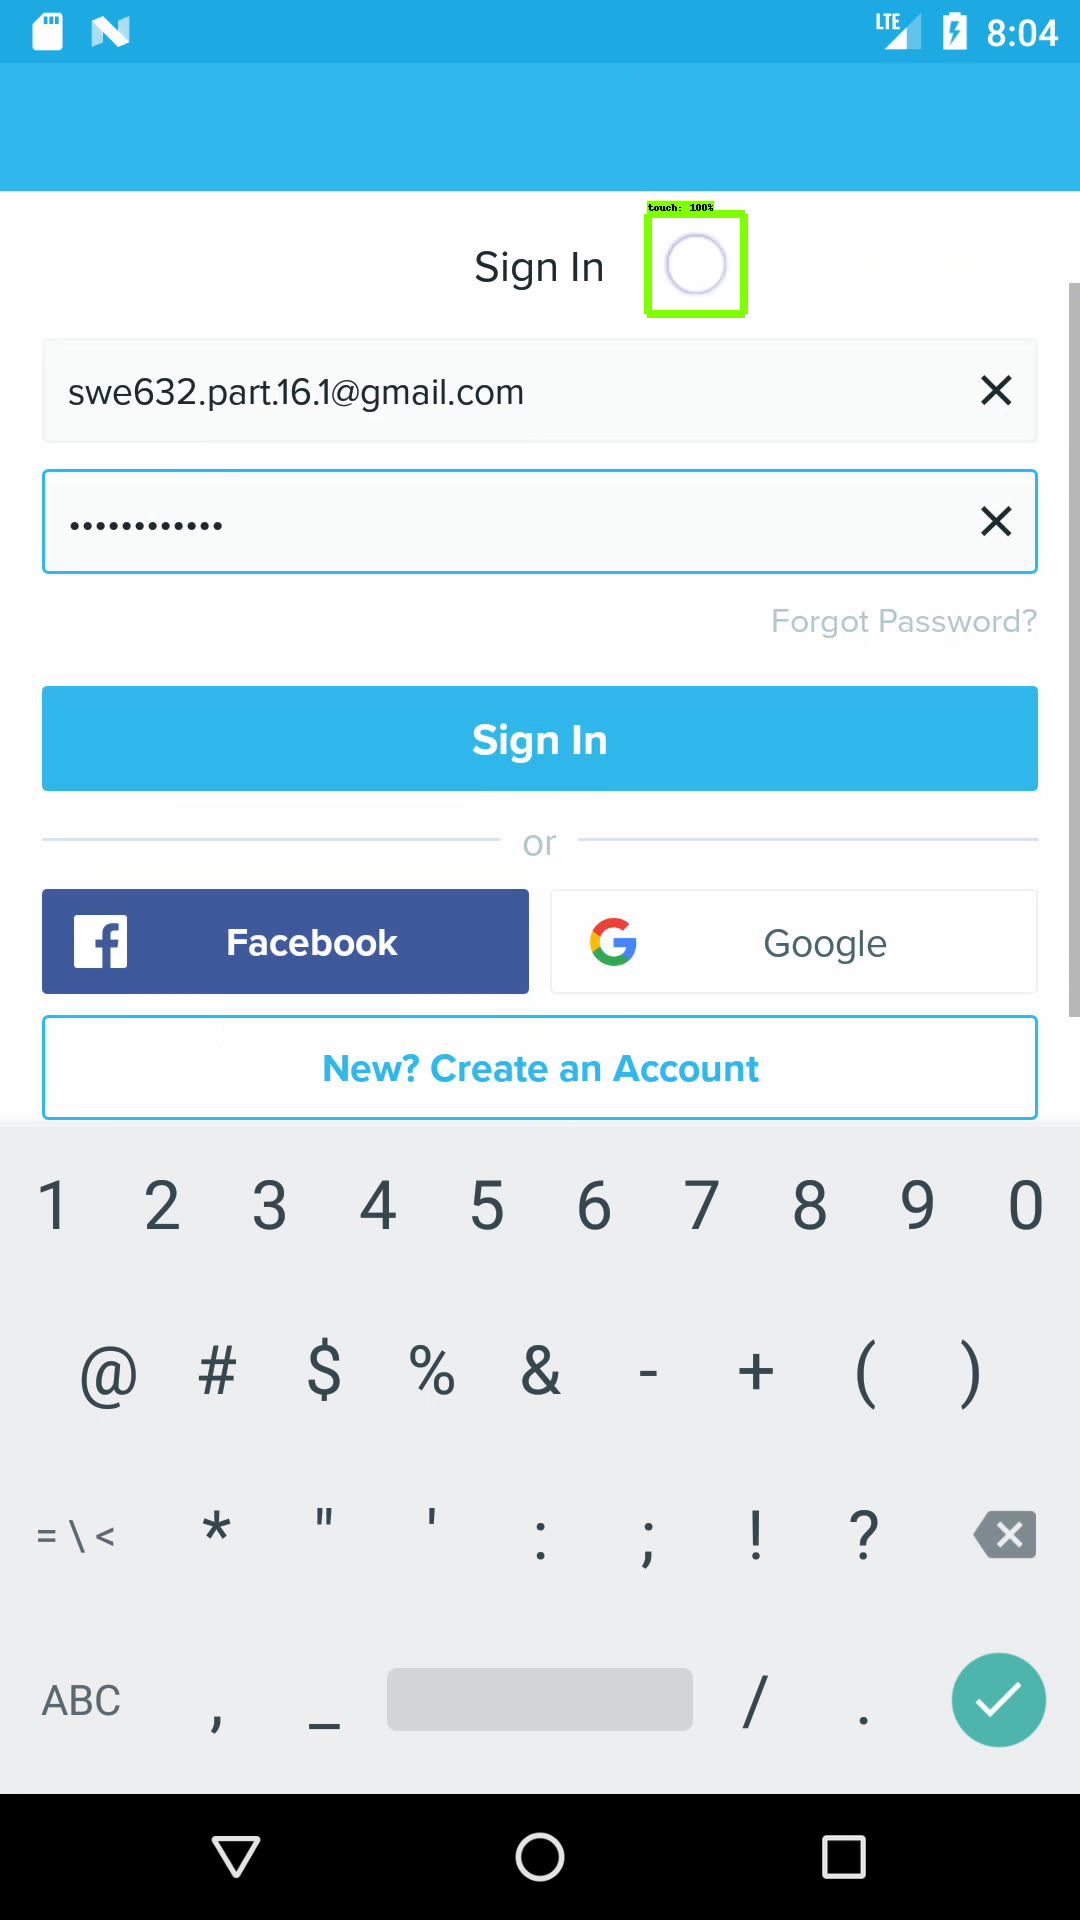 LTE 8:04
touch: 100%
Sign In
swe632.part.16.1@gmail.com
••••••••••••
Forgot Password?
Sign In
or
Facebook
Google
New? Create an Account
1 2 3 4 5 6 7 8 9 0
@ # $ % & - + ( )
= \ < * " ' : ; ! ?
ABC , _ / .